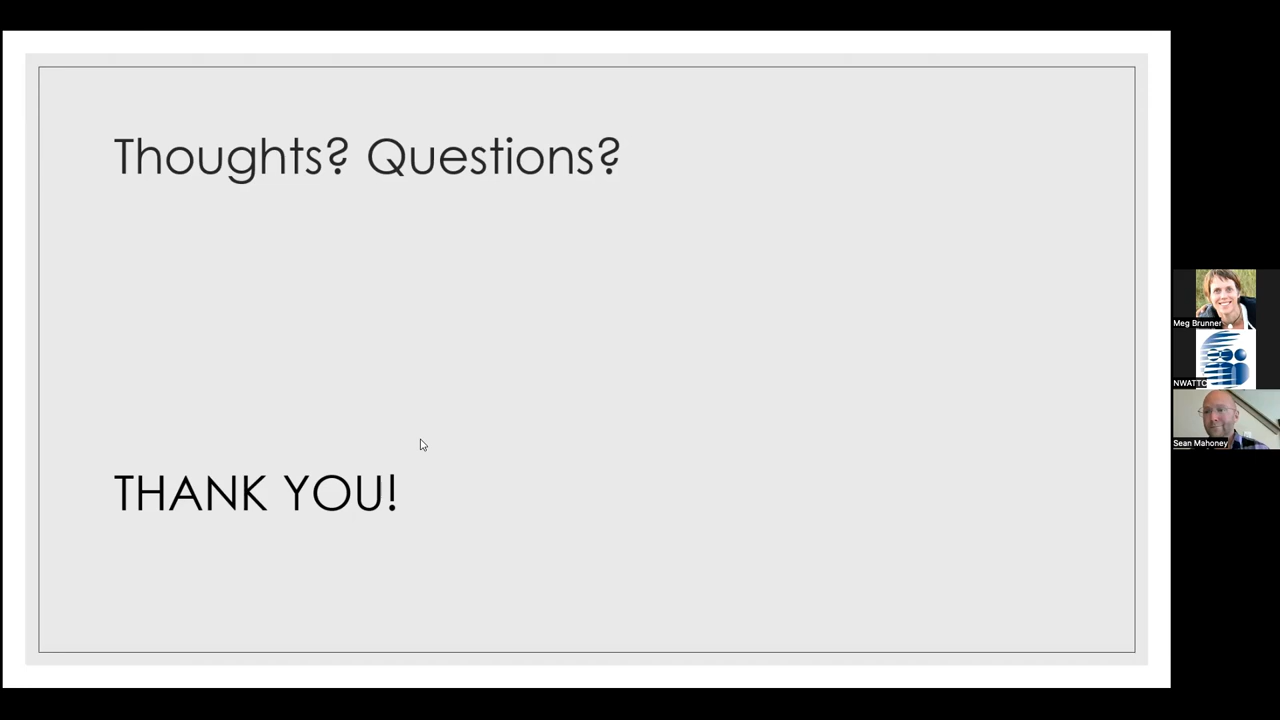 Thoughts? Questions?
THANK YOU!
Meg Brunner
NWATTC
Sean Mahoney